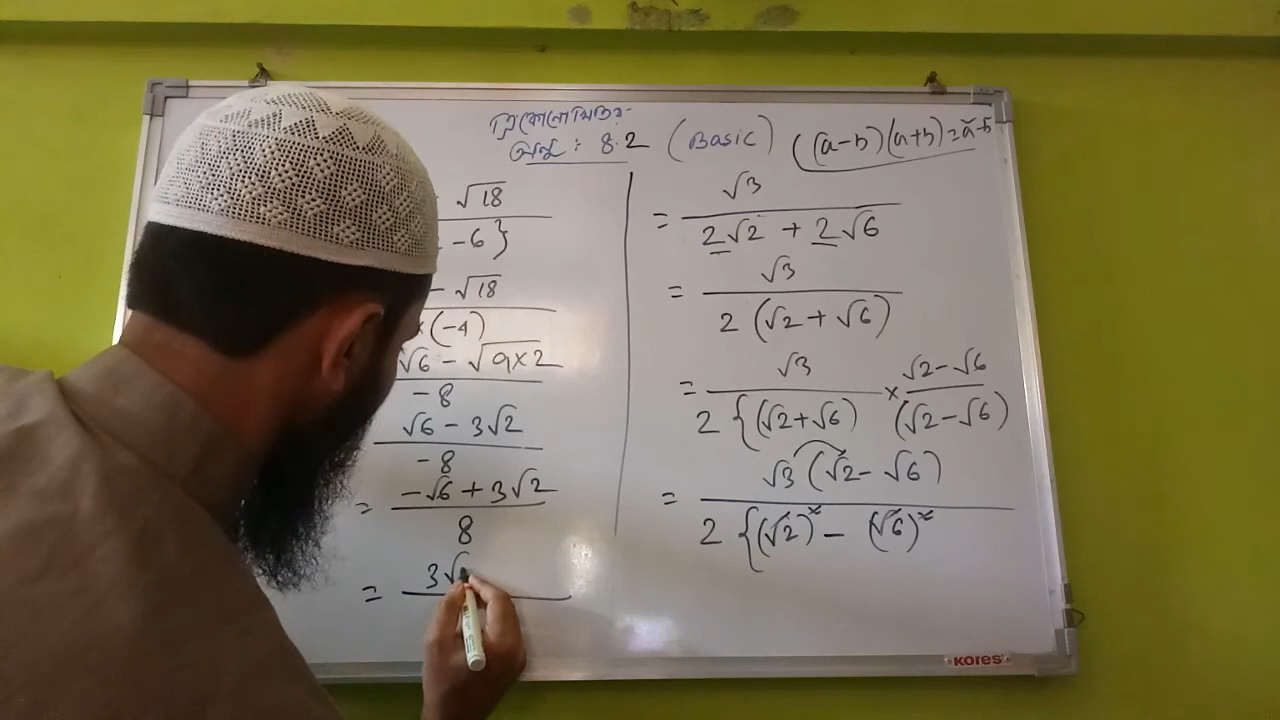 ত্রিকোণোমিতির
অনু: 8.2 (Basic) ((a-b)(a+b)=a²-b²
√18
-6}
- √18
×(-4)
√6 - √9×2
-8
√6 - 3√2
-8
= -√6 + 3√2
8
= 3√
= √3
2√2 + 2√6
= √3
2 (√2 + √6)
= √3 × √2-√6
2 {(√2+√6) (√2-√6)
= √3 (√2 - √6)
2 {(√2)² - (√6)²
KORES